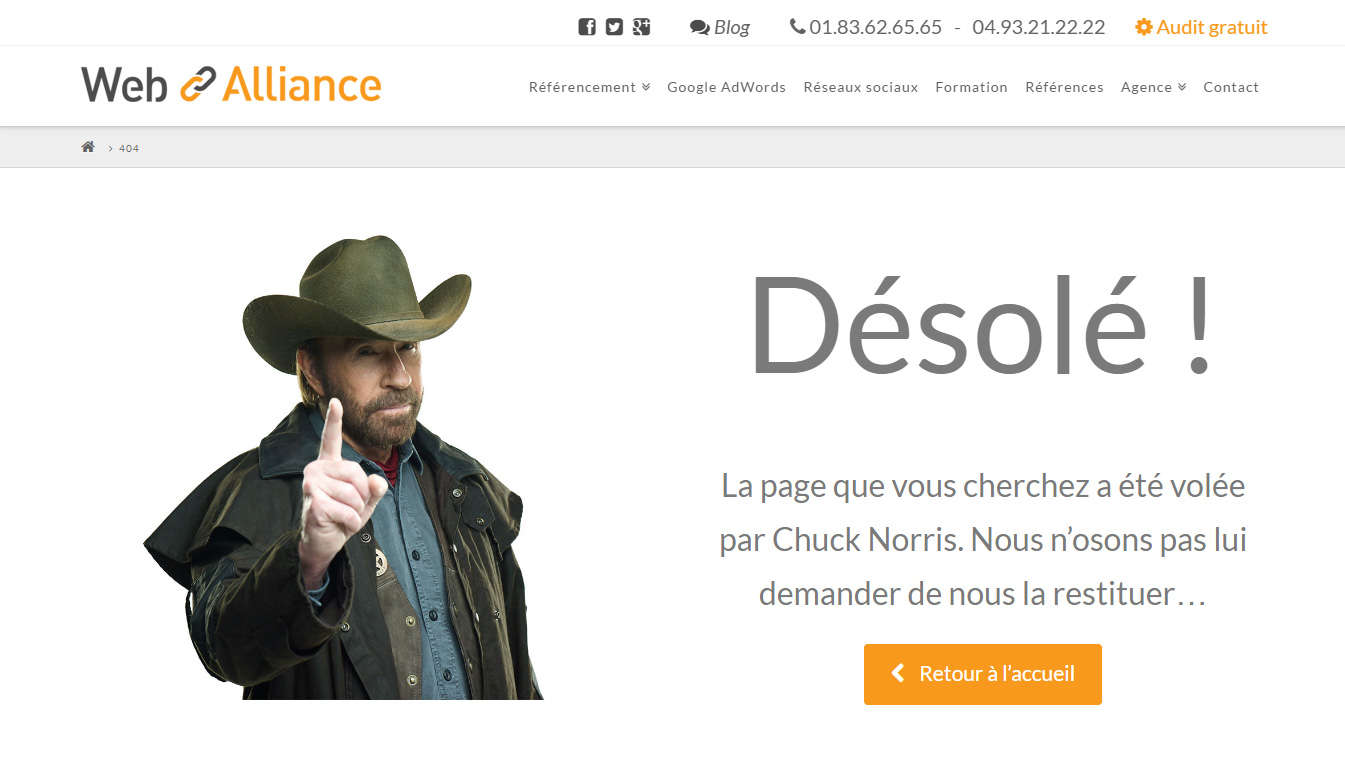 Blog 01.83.62.65.65 - 04.93.21.22.22 Audit gratuit
Web Alliance
Référencement Google AdWords Réseaux sociaux Formation Références Agence Contact
> 404
Désolé !
La page que vous cherchez a été volée
par Chuck Norris. Nous n’osons pas lui
demander de nous la restituer…
Retour à l’accueil